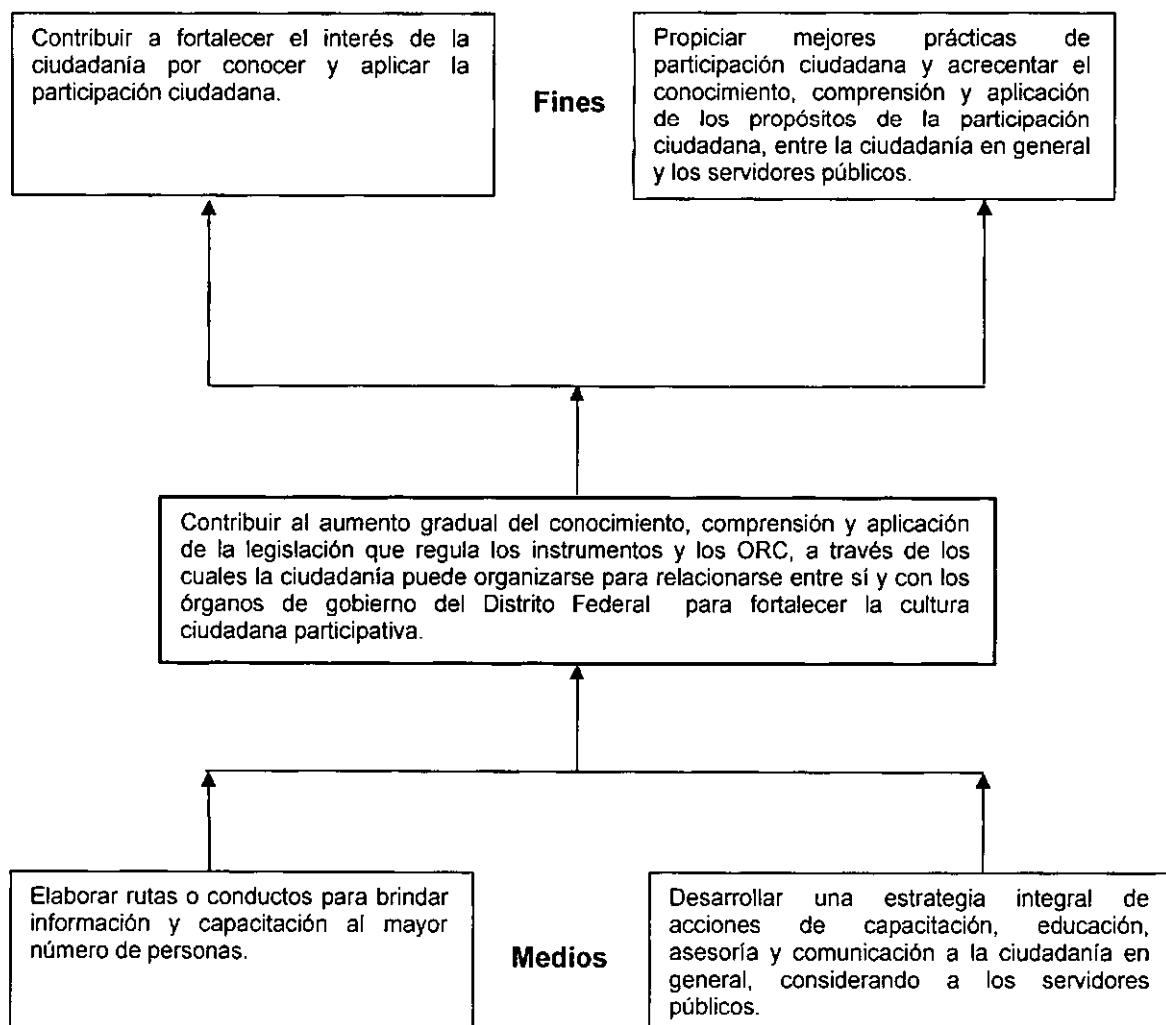 Contribuir a fortalecer el interés de la
ciudadanía por conocer y aplicar la
participación ciudadana.
Fines
Propiciar mejores prácticas de
participación ciudadana y acrecentar el
conocimiento, comprensión y aplicación
de los propósitos de la participación
ciudadana, entre la ciudadanía en general
y los servidores públicos.
Contribuir al aumento gradual del conocimiento, comprensión y aplicación
de la legislación que regula los instrumentos y los ORC, a través de los
cuales la ciudadanía puede organizarse para relacionarse entre sí y con los
órganos de gobierno del Distrito Federal para fortalecer la cultura
ciudadana participativa.
Elaborar rutas o conductos para brindar
información y capacitación al mayor
número de personas.
Medios
Desarrollar una estrategia integral de
acciones de capacitación, educación,
asesoría y comunicación a la ciudadanía en
general, considerando a los servidores
públicos.